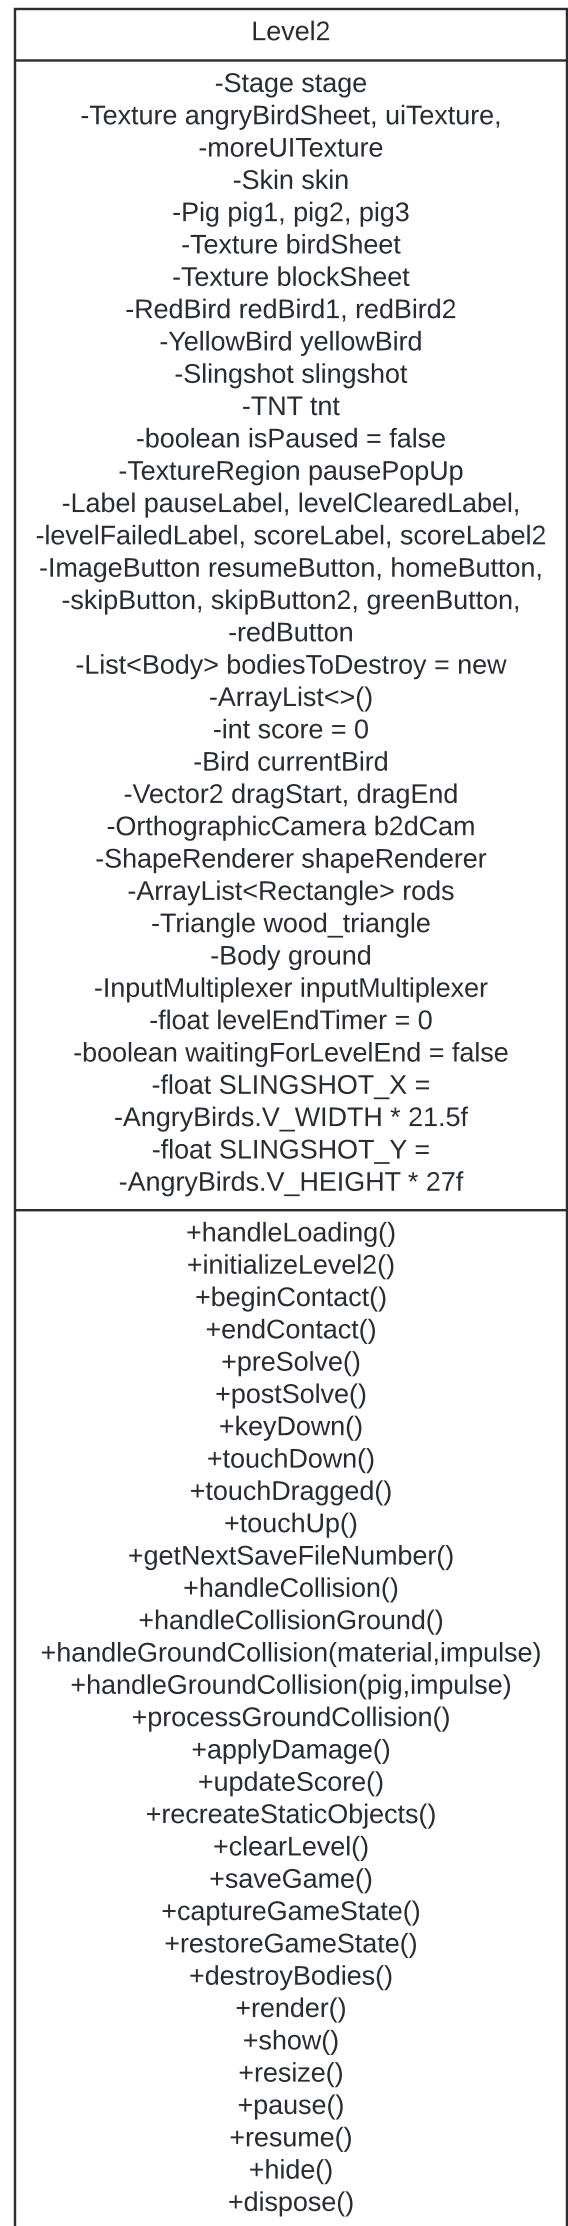 Level2
-Stage stage
-Texture angryBirdSheet, uiTexture,
-moreUITexture
-Skin skin
-Pig pig1, pig2, pig3
-Texture birdSheet
-Texture blockSheet
-RedBird redBird1, redBird2
-YellowBird yellowBird
-Slingshot slingshot
-TNT tnt
-boolean isPaused = false
-TextureRegion pausePopUp
-Label pauseLabel, levelClearedLabel,
-levelFailedLabel, scoreLabel, scoreLabel2
-ImageButton resumeButton, homeButton,
-skipButton, skipButton2, greenButton,
-redButton
-List<Body> bodiesToDestroy = new
-ArrayList<>()
-int score = 0
-Bird currentBird
-Vector2 dragStart, dragEnd
-OrthographicCamera b2dCam
-ShapeRenderer shapeRenderer
-ArrayList<Rectangle> rods
-Triangle wood_triangle
-Body ground
-InputMultiplexer inputMultiplexer
-float levelEndTimer = 0
-boolean waitingForLevelEnd = false
-float SLINGSHOT_X =
-AngryBirds.V_WIDTH * 21.5f
-float SLINGSHOT_Y =
-AngryBirds.V_HEIGHT * 27f
+handleLoading()
+initializeLevel2()
+beginContact()
+endContact()
+preSolve()
+postSolve()
+keyDown()
+touchDown()
+touchDragged()
+touchUp()
+getNextSaveFileNumber()
+handleCollision()
+handleCollisionGround()
+handleGroundCollision(material,impulse)
+handleGroundCollision(pig,impulse)
+processGroundCollision()
+applyDamage()
+updateScore()
+recreateStaticObjects()
+clearLevel()
+saveGame()
+captureGameState()
+restoreGameState()
+destroyBodies()
+render()
+show()
+resize()
+pause()
+resume()
+hide()
+dispose()